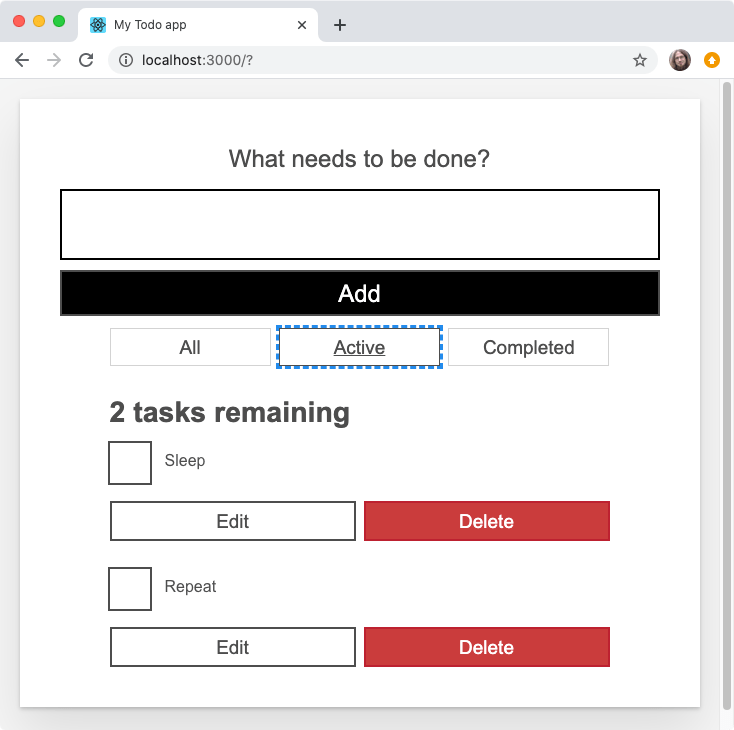 My Todo app
localhost:3000/?
What needs to be done?
Add
All Active Completed
2 tasks remaining
Sleep
Edit Delete
Repeat
Edit Delete